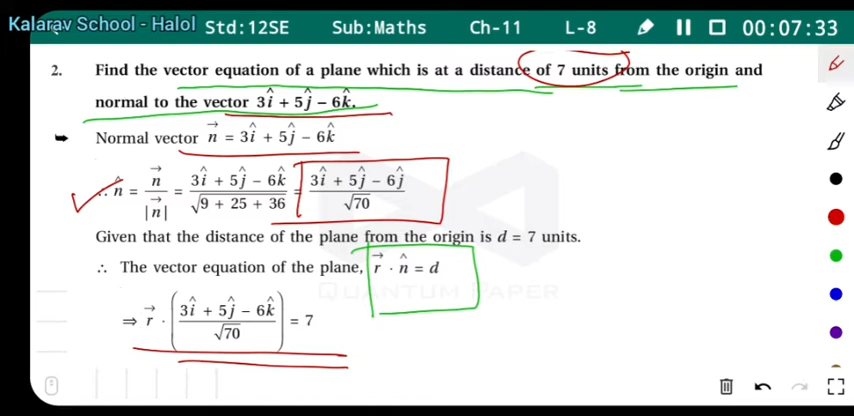 Kalarav School - Halol Std:12SE Sub:Maths Ch-11 L-8 00:07:33
2. Find the vector equation of a plane which is at a distance of 7 units from the origin and
normal to the vector 3î + 5ĵ – 6k̂.
➥ Normal vector n⃗ = 3î + 5ĵ – 6k̂
∴ n̂ = n⃗ / |n⃗| = (3î + 5ĵ – 6k̂) / √(9 + 25 + 36) = (3î + 5ĵ – 6ĵ) / √70
Given that the distance of the plane from the origin is d = 7 units.
∴ The vector equation of the plane, r⃗ · n̂ = d
QUANTUM PAPER
⇒ r⃗ · ((3î + 5ĵ – 6k̂) / √70) = 7